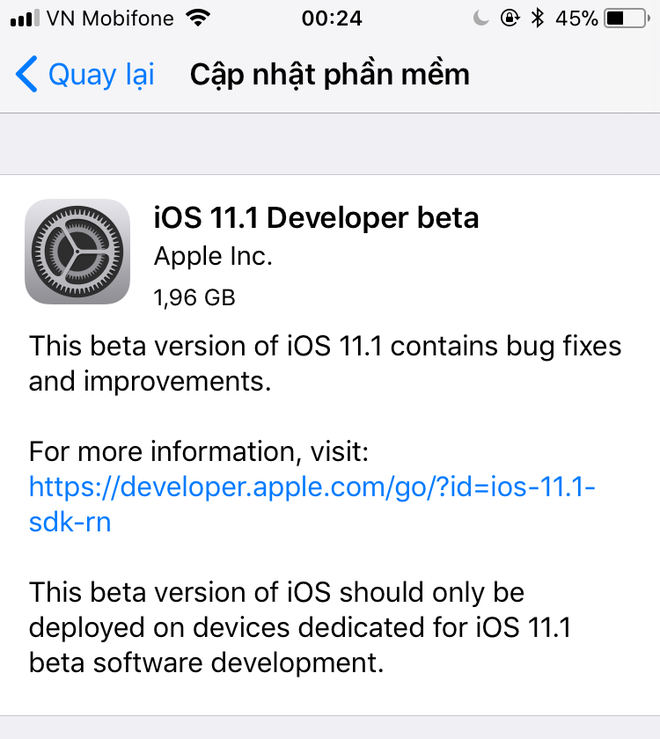 VN Mobifone 00:24 45%
Quay lại Cập nhật phần mềm
iOS 11.1 Developer beta
Apple Inc.
1,96 GB
This beta version of iOS 11.1 contains bug fixes
and improvements.
For more information, visit:
https://developer.apple.com/go/?id=ios-11.1-
sdk-rn
This beta version of iOS should only be
deployed on devices dedicated for iOS 11.1
beta software development.